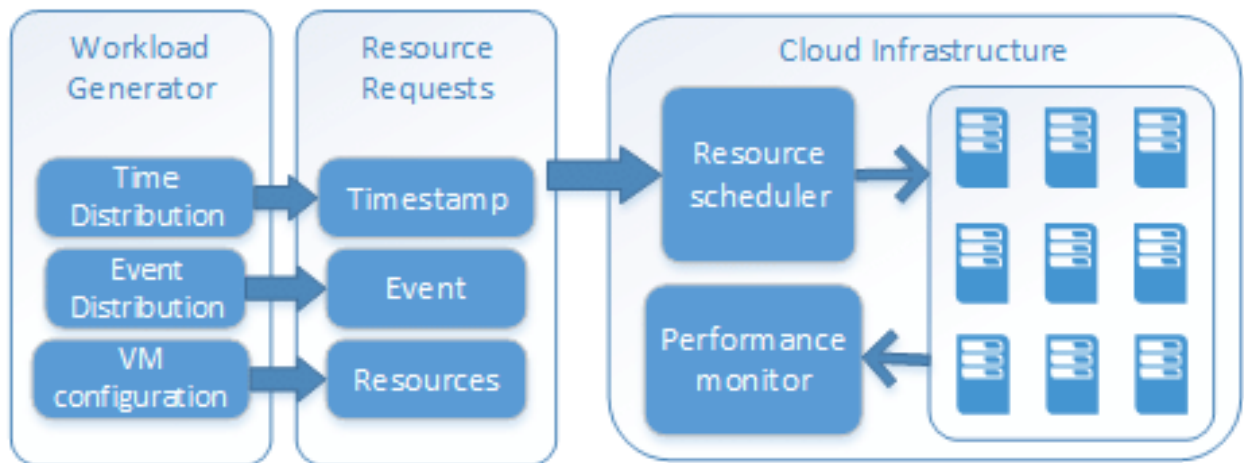 Workload
Generator
Time
Distribution
Event
Distribution
VM
configuration
Resource
Requests
Timestamp
Event
Resources
Cloud Infrastructure
Resource
scheduler
Performance
monitor